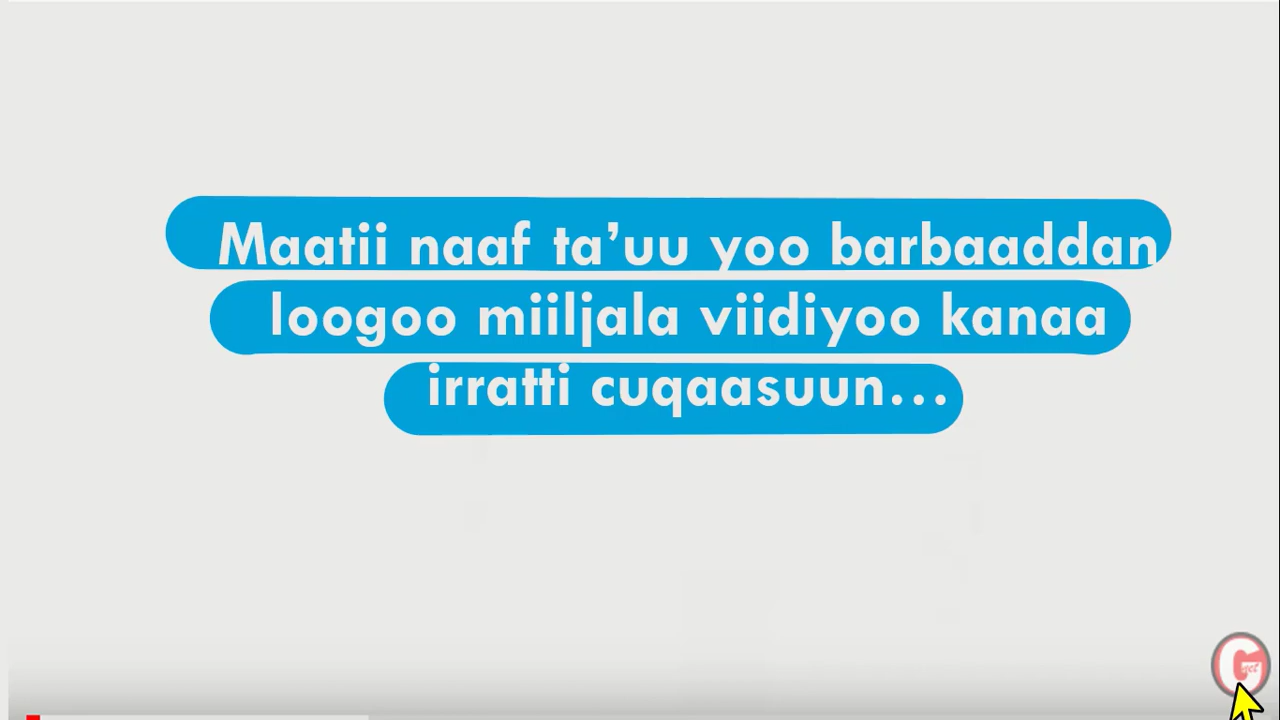 Maatii naaf ta’uu yoo barbaaddan
loogoo miiljala viidiyoo kanaa
irratti cuqaasuun...